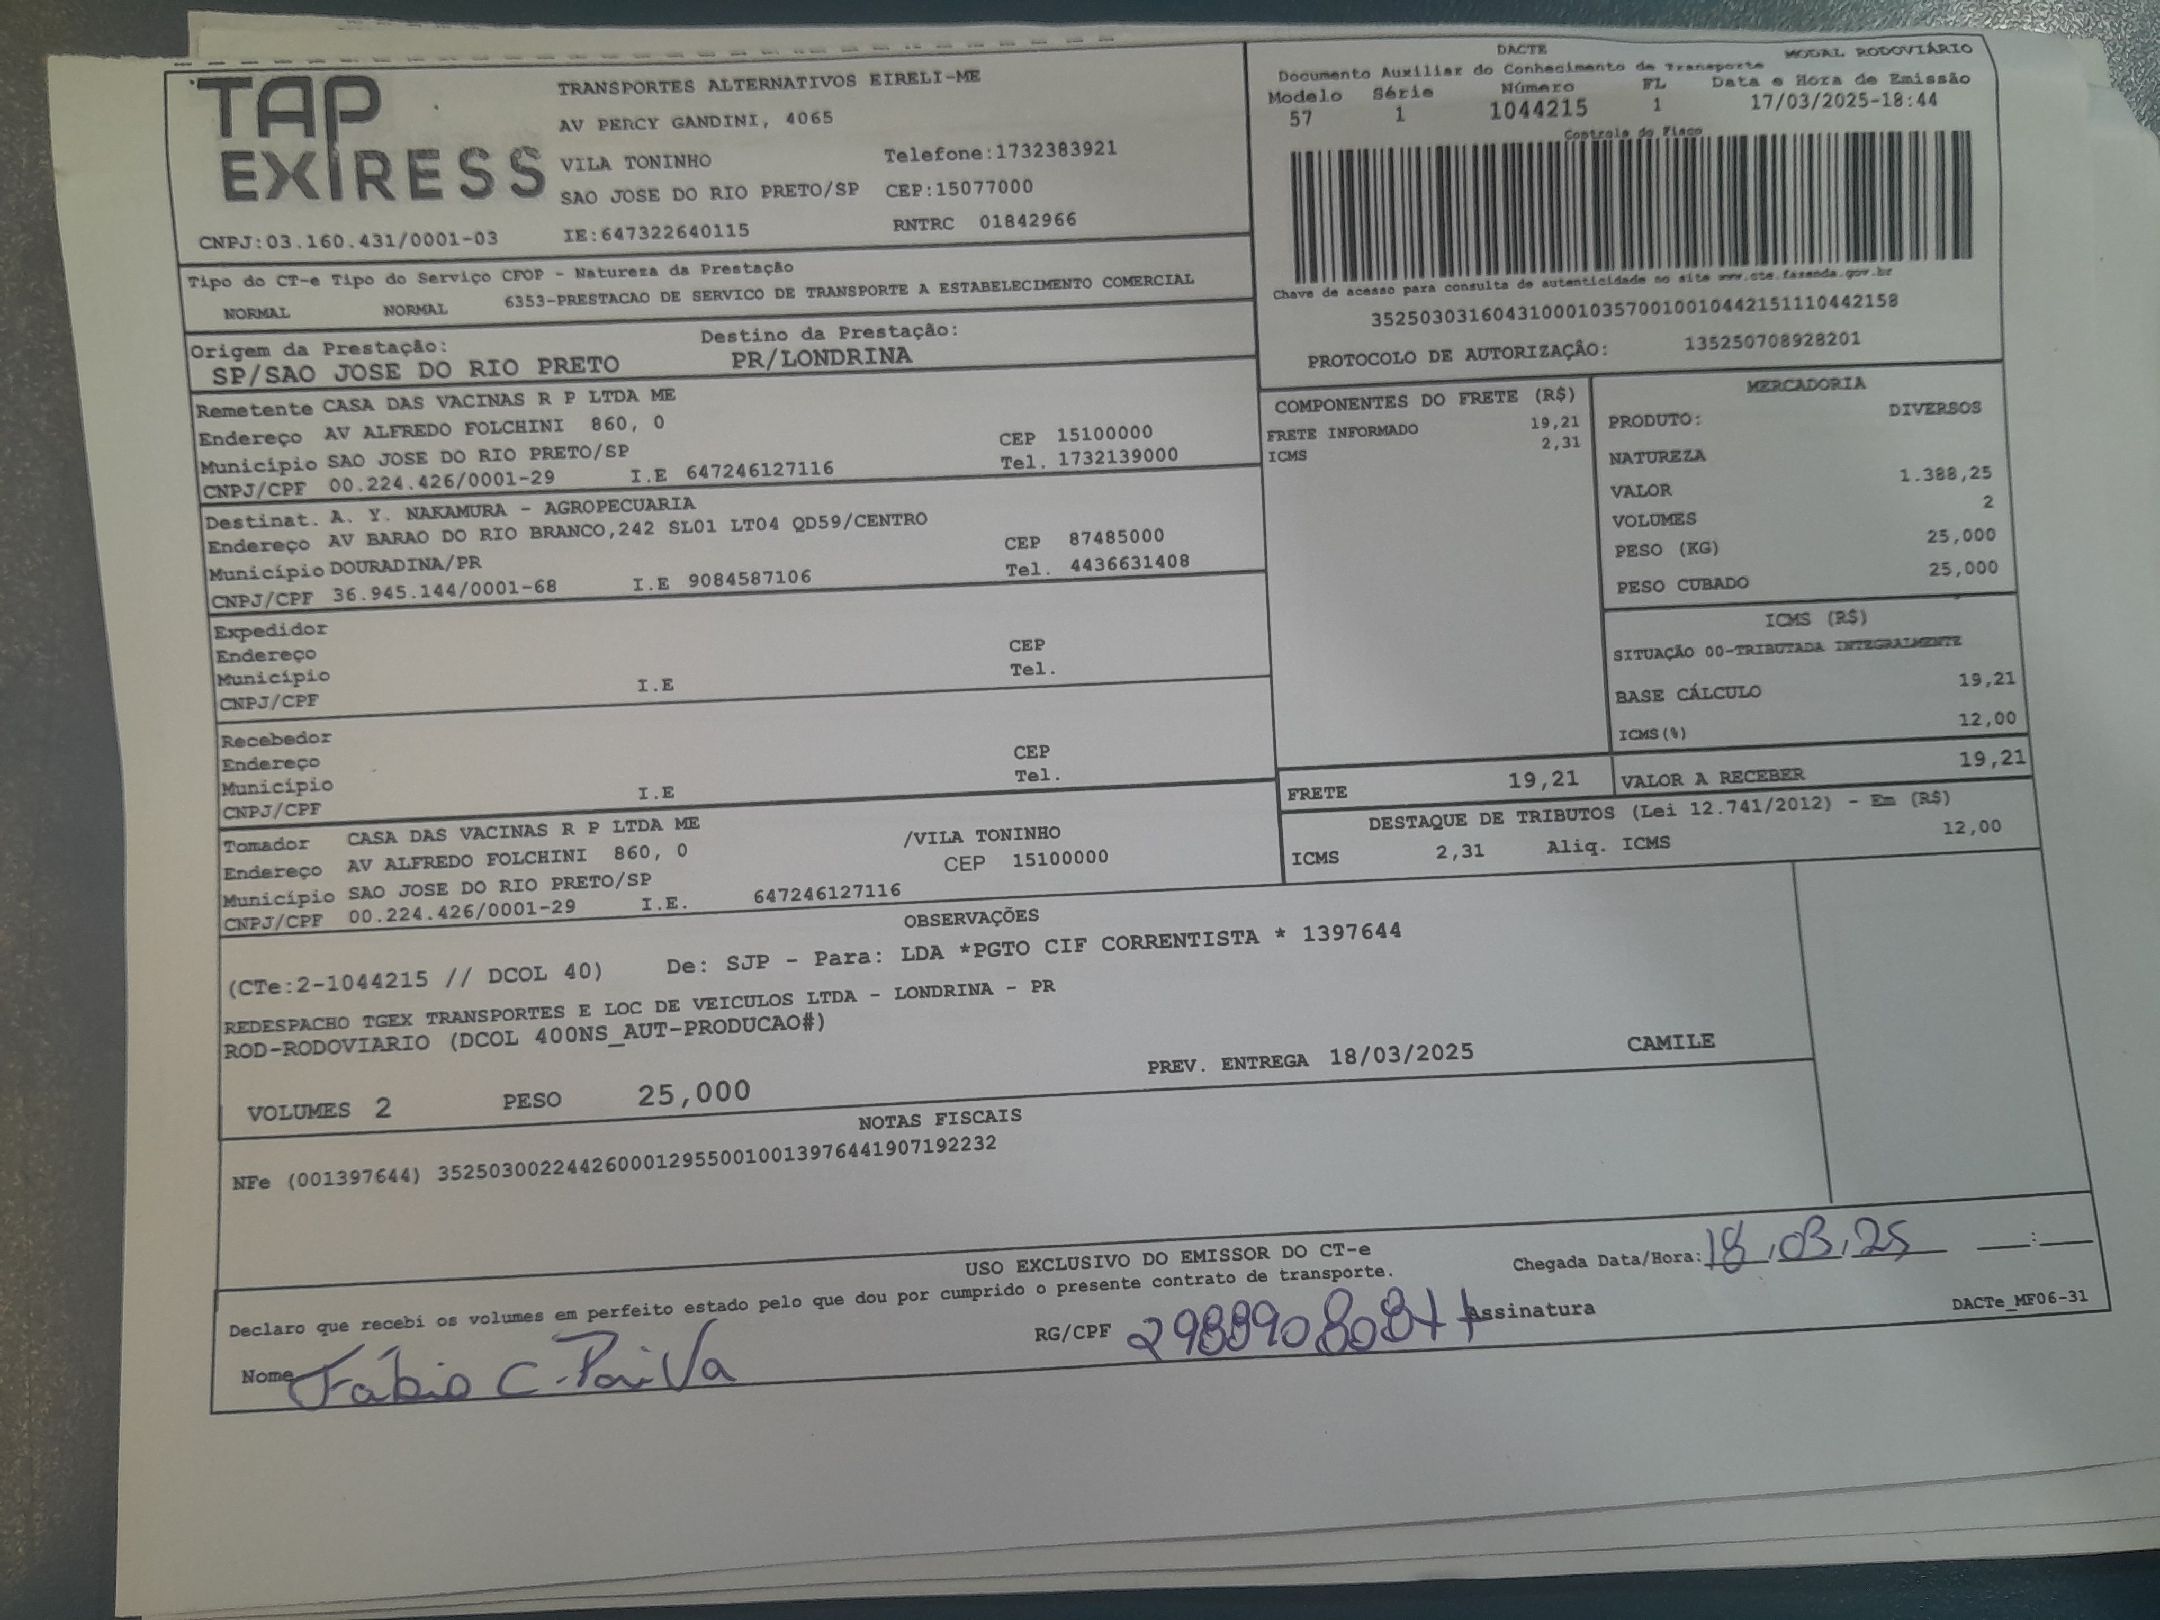 TAP EXPRESS
TRANSPORTES ALTERNATIVOS EIRELI-ME
AV PERCY GANDINI, 4065
VILA TONINHO Telefone:1732383921
SAO JOSE DO RIO PRETO/SP CEP:15077000
CNPJ:03.160.431/0001-03 IE:647322640115 RNTRC 01842966
DACTE MODAL RODOVIÁRIO
Documento Auxiliar do Conhecimento de Transporte
Modelo Série Número FL Data e Hora de Emissão
57 1 1044215 1 17/03/2025-18:44
Controle do Fisco
Chave de acesso para consulta de autenticidade no site www.cte.fazenda.gov.br
35250303160431000103570010010442151110442158
PROTOCOLO DE AUTORIZAÇÃO: 135250708928201
Tipo do CT-e Tipo do Serviço CFOP - Natureza da Prestação
NORMAL NORMAL 6353-PRESTACAO DE SERVICO DE TRANSPORTE A ESTABELECIMENTO COMERCIAL
Origem da Prestação: Destino da Prestação:
SP/SAO JOSE DO RIO PRETO PR/LONDRINA
Remetente CASA DAS VACINAS R P LTDA ME
Endereço AV ALFREDO FOLCHINI 860, 0
Município SAO JOSE DO RIO PRETO/SP CEP 15100000
CNPJ/CPF 00.224.426/0001-29 I.E 647246127116 Tel. 1732139000
Destinat. A. Y. NAKAMURA - AGROPECUARIA
Endereço AV BARAO DO RIO BRANCO,242 SL01 LT04 QD59/CENTRO
Município DOURADINA/PR CEP 87485000
CNPJ/CPF 36.945.144/0001-68 I.E 9084587106 Tel. 4436631408
Expedidor
Endereço CEP
Município Tel.
CNPJ/CPF I.E
Recebedor
Endereço CEP
Município Tel.
CNPJ/CPF I.E
Tomador CASA DAS VACINAS R P LTDA ME
Endereço AV ALFREDO FOLCHINI 860, 0 /VILA TONINHO
Município SAO JOSE DO RIO PRETO/SP CEP 15100000
CNPJ/CPF 00.224.426/0001-29 I.E. 647246127116
COMPONENTES DO FRETE (R$)
FRETE INFORMADO 19,21
ICMS 2,31
MERCADORIA
PRODUTO: DIVERSOS
NATUREZA
VALOR 1.388,25
VOLUMES 2
PESO (KG) 25,000
PESO CUBADO 25,000
ICMS (R$)
SITUAÇÃO 00-TRIBUTADA INTEGRALMENTE
BASE CÁLCULO 19,21
ICMS(%) 12,00
FRETE 19,21 VALOR A RECEBER 19,21
DESTAQUE DE TRIBUTOS (Lei 12.741/2012) - Em (R$)
ICMS 2,31 Aliq. ICMS 12,00
OBSERVAÇÕES
(CTe:2-1044215 // DCOL 40) De: SJP - Para: LDA *PGTO CIF CORRENTISTA * 1397644
REDESPACHO TGEX TRANSPORTES E LOC DE VEICULOS LTDA - LONDRINA - PR
ROD-RODOVIARIO (DCOL 400NS_AUT-PRODUCAO#)
PREV. ENTREGA 18/03/2025 CAMILE
VOLUMES 2 PESO 25,000
NOTAS FISCAIS
NFe (001397644) 35250300224426000129550010013976441907192232
USO EXCLUSIVO DO EMISSOR DO CT-e
Declaro que recebi os volumes em perfeito estado pelo que dou por cumprido o presente contrato de transporte.
Chegada Data/Hora: 18,03,25 __:__
Nome Fábio C. Paiva RG/CPF Assinatura
DACTe_MF06-31